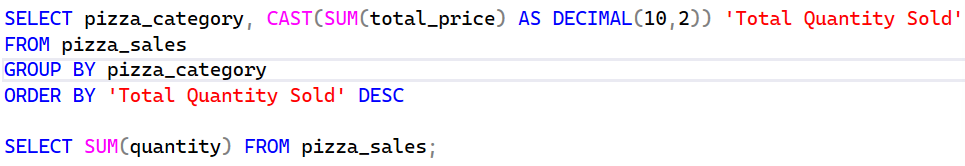 SELECT pizza_category, CAST(SUM(total_price) AS DECIMAL(10,2)) 'Total Quantity Sold'
FROM pizza_sales
GROUP BY pizza_category
ORDER BY 'Total Quantity Sold' DESC
SELECT SUM(quantity) FROM pizza_sales;